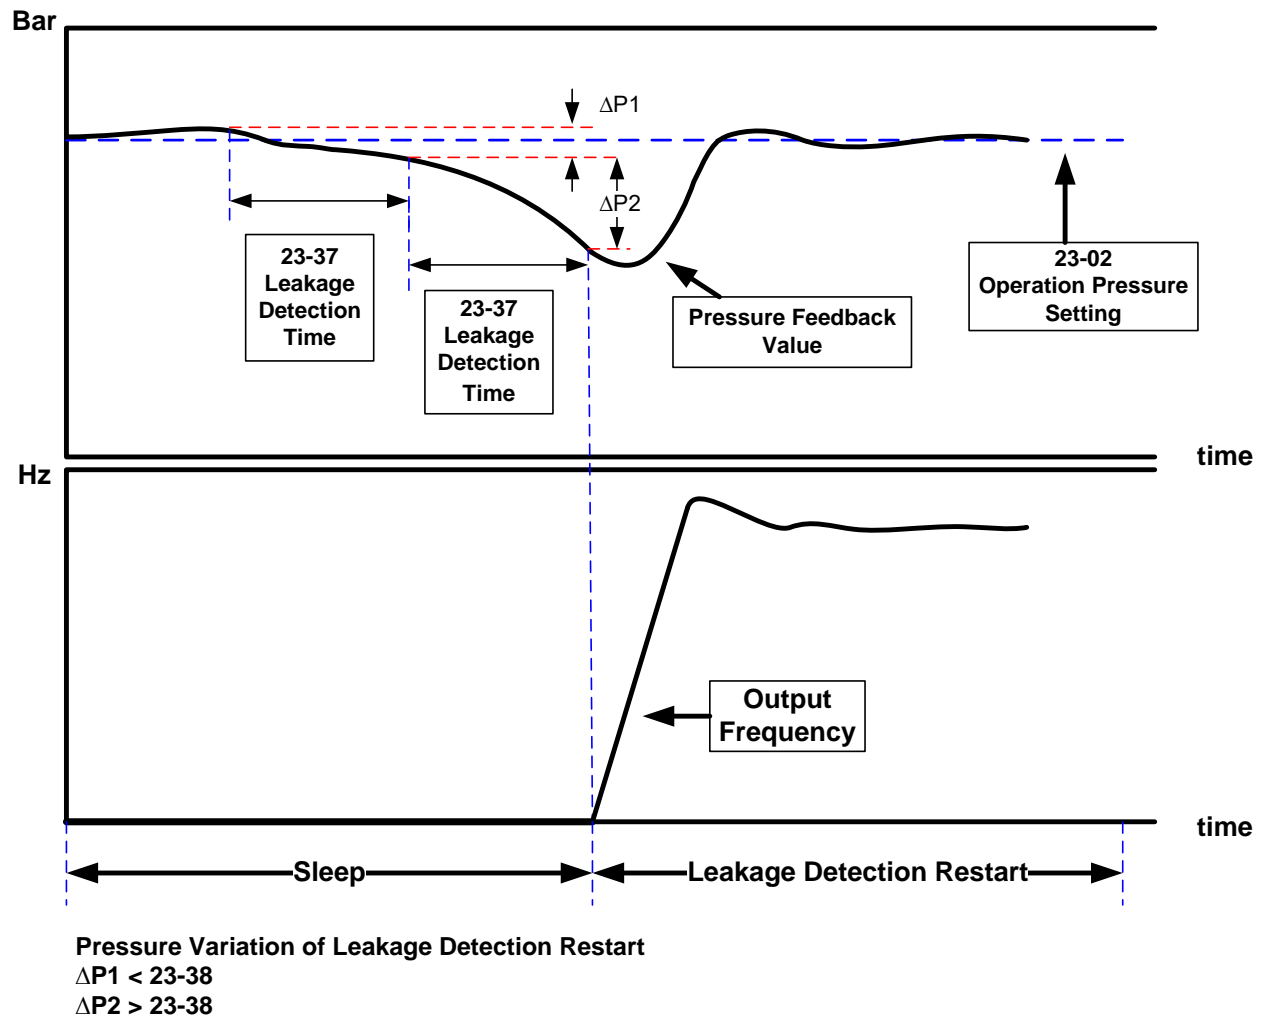 Bar
ΔP1
ΔP2
23-37
Leakage
Detection
Time
23-37
Leakage
Detection
Time
Pressure Feedback
Value
23-02
Operation Pressure
Setting
time
Hz
Output
Frequency
time
Sleep
Leakage Detection Restart
Pressure Variation of Leakage Detection Restart
ΔP1 < 23-38
ΔP2 > 23-38